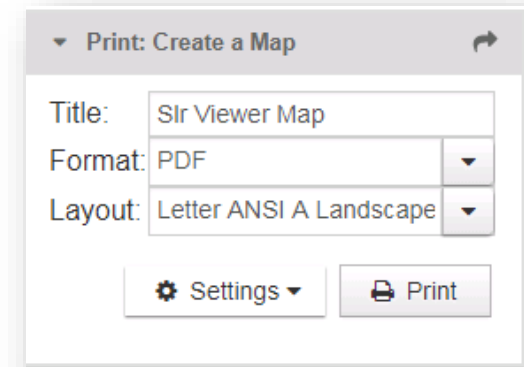 Print: Create a Map
Title: Slr Viewer Map
Format: PDF
Layout: Letter ANSI A Landscape
Settings Print